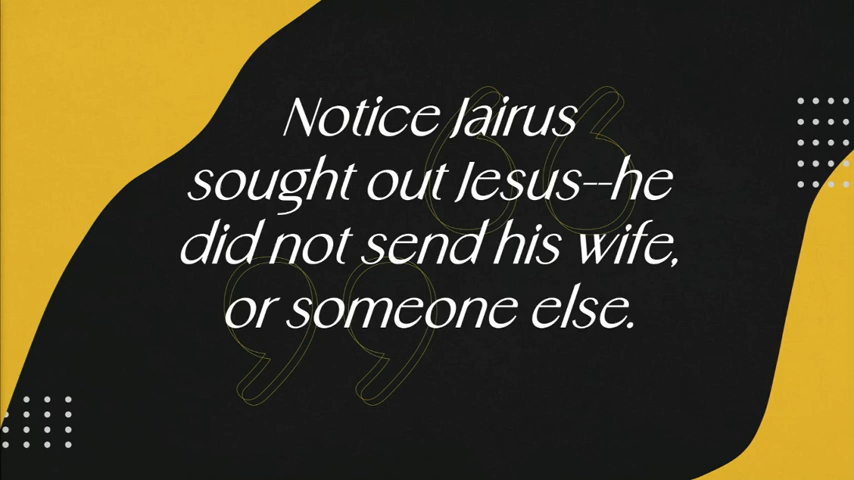 Notice Jairus
sought out Jesus--he
did not send his wife,
or someone else.